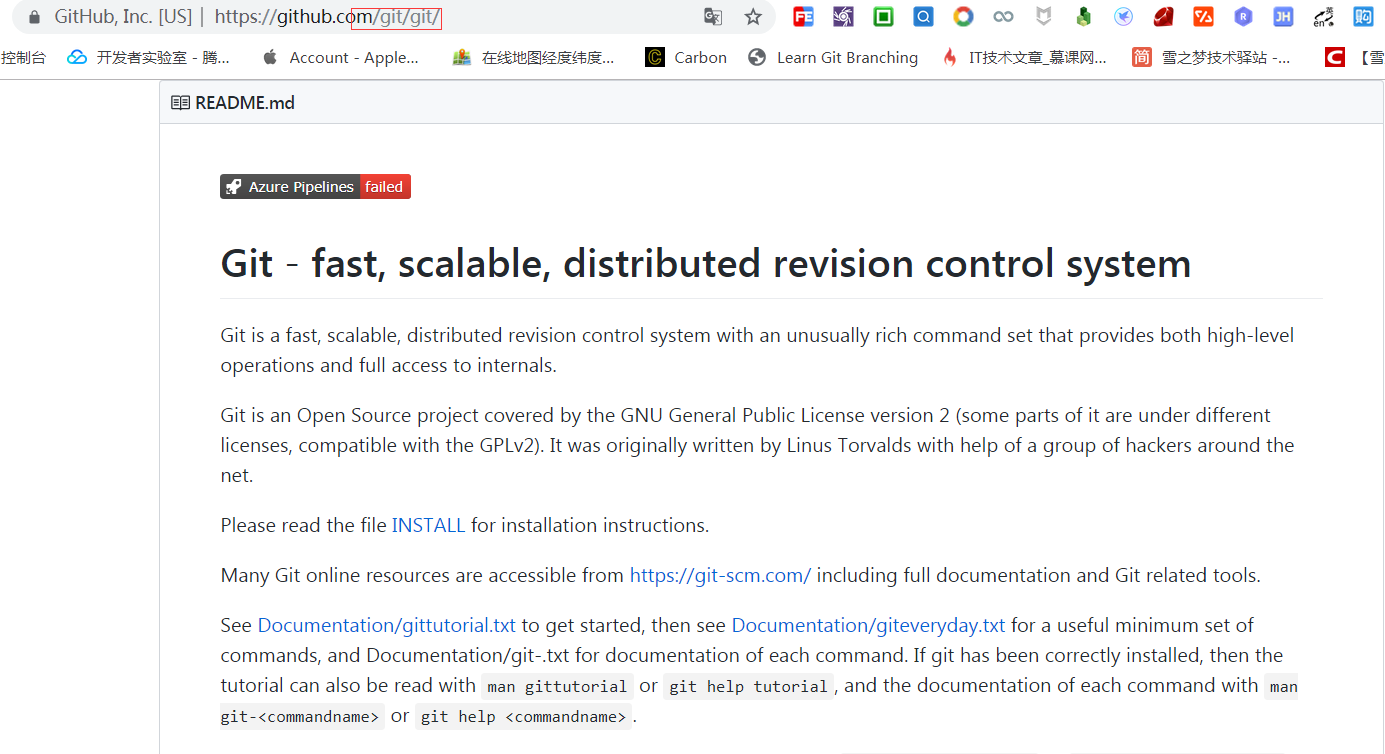 GitHub, Inc. [US] | https://github.com/git/git/
控制台 开发者实验室 - 腾... Account - Apple... 在线地图经度纬度... Carbon Learn Git Branching IT技术文章_慕课网... 雪之梦技术驿站 -... 【雪
README.md
Azure Pipelines failed
Git - fast, scalable, distributed revision control system
Git is a fast, scalable, distributed revision control system with an unusually rich command set that provides both high-level
operations and full access to internals.
Git is an Open Source project covered by the GNU General Public License version 2 (some parts of it are under different
licenses, compatible with the GPLv2). It was originally written by Linus Torvalds with help of a group of hackers around the
net.
Please read the file INSTALL for installation instructions.
Many Git online resources are accessible from https://git-scm.com/ including full documentation and Git related tools.
See Documentation/gittutorial.txt to get started, then see Documentation/giteveryday.txt for a useful minimum set of
commands, and Documentation/git-.txt for documentation of each command. If git has been correctly installed, then the
tutorial can also be read with man gittutorial or git help tutorial , and the documentation of each command with man
git-<commandname> or git help <commandname> .